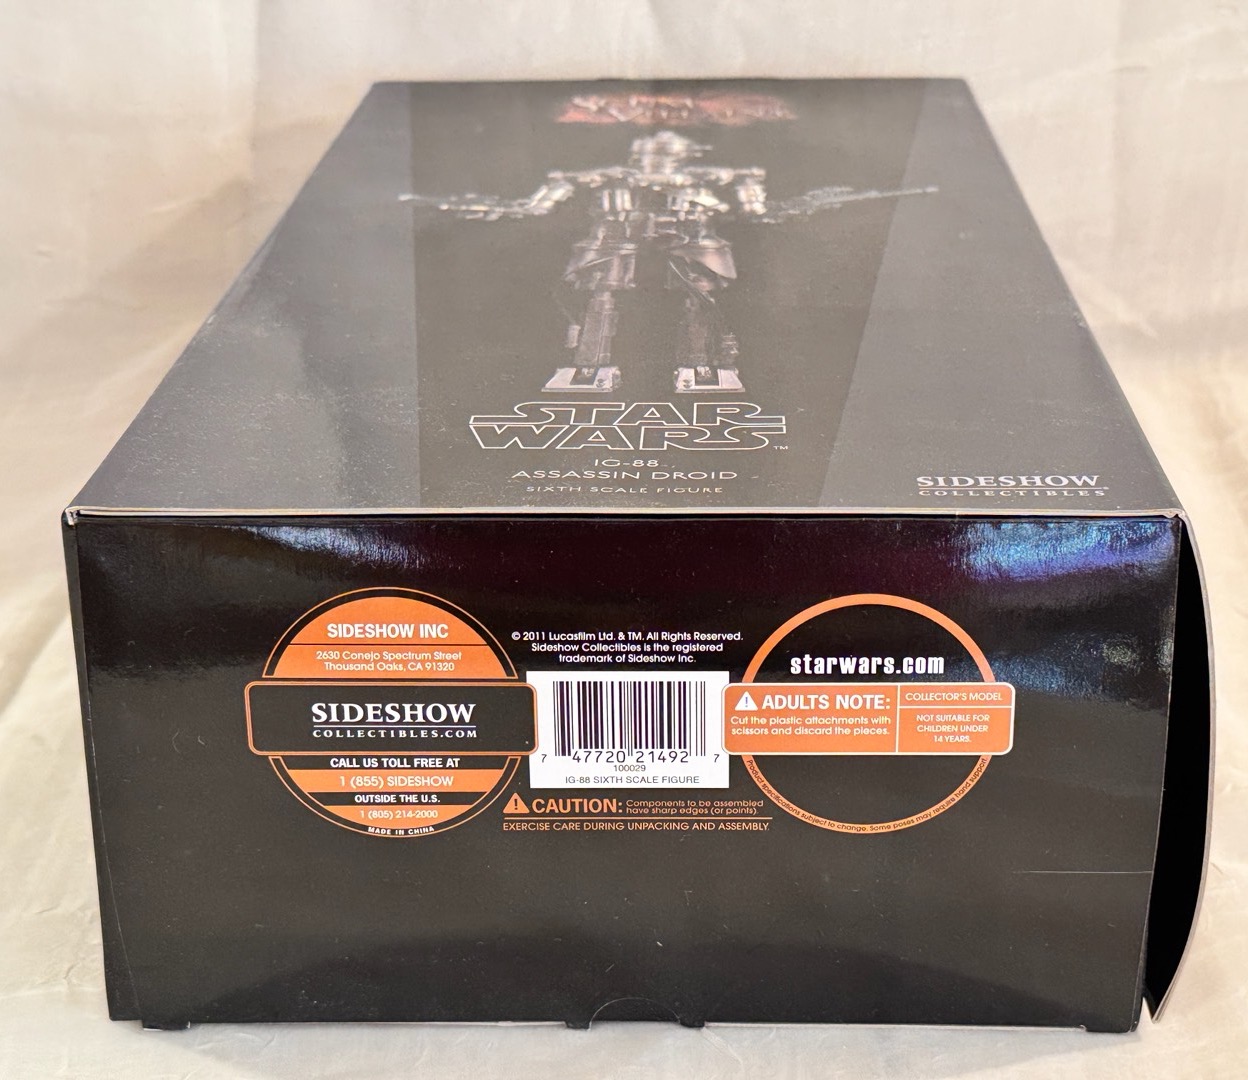 STAR
WARS™
IG-88
ASSASSIN DROID
SIXTH SCALE FIGURE
SIDESHOW
COLLECTIBLES®
SIDESHOW INC
2630 Conejo Spectrum Street
Thousand Oaks, CA 91320
SIDESHOW
COLLECTIBLES.COM
CALL US TOLL FREE AT
1 (855) SIDESHOW
OUTSIDE THE U.S.
1 (805) 214-2000
MADE IN CHINA
© 2011 Lucasfilm Ltd. & TM. All Rights Reserved.
Sideshow Collectibles is the registered
trademark of Sideshow Inc.
7 47720 21492 7
100029
IG-88 SIXTH SCALE FIGURE
CAUTION: Components to be assembled
have sharp edges (or points)
EXERCISE CARE DURING UNPACKING AND ASSEMBLY.
starwars.com
ADULTS NOTE:
Cut the plastic attachments with
scissors and discard the pieces.
COLLECTOR'S MODEL
NOT SUITABLE FOR
CHILDREN UNDER
14 YEARS.
Product specifications subject to change. Some poses may require hand support.